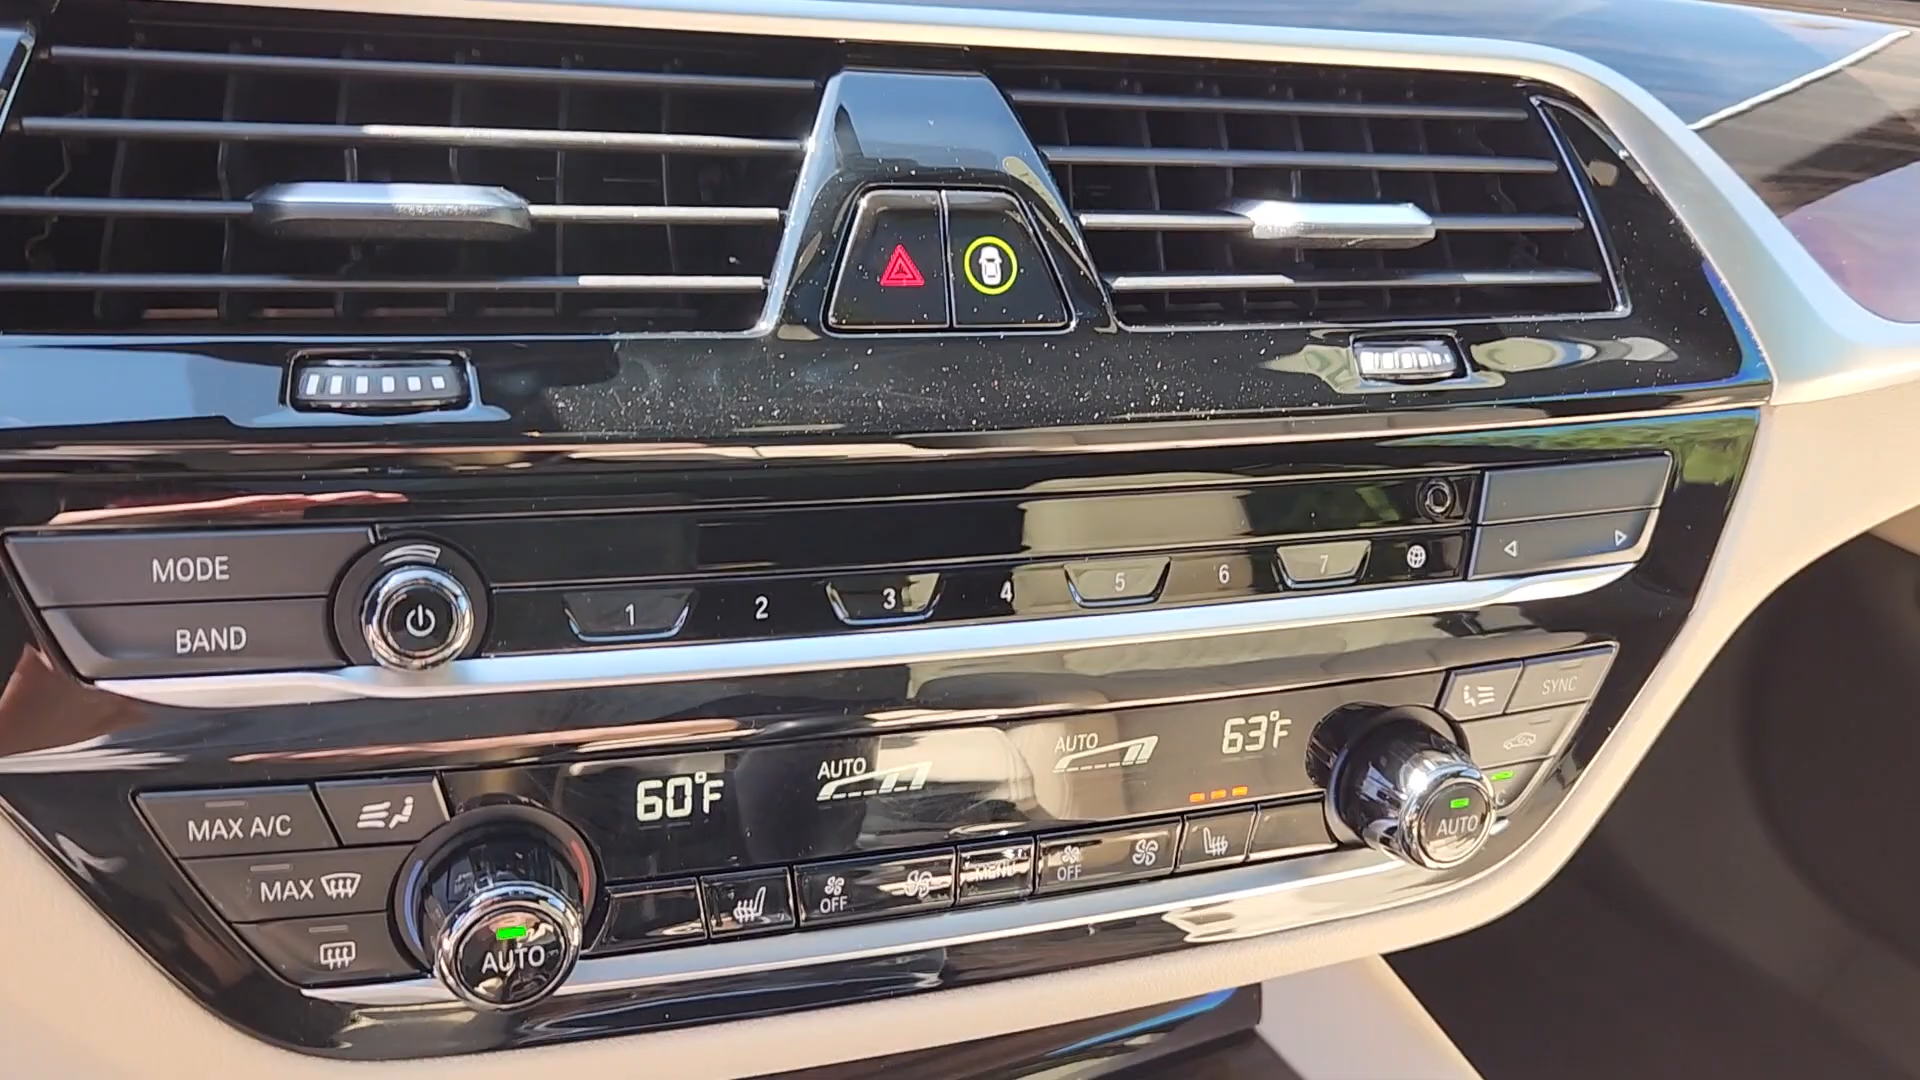 MODE
BAND
1 2 3 4 5 6 7
SYNC
60°F AUTO AUTO 63°F
MAX A/C
MAX
AUTO
OFF MENU OFF
AUTO